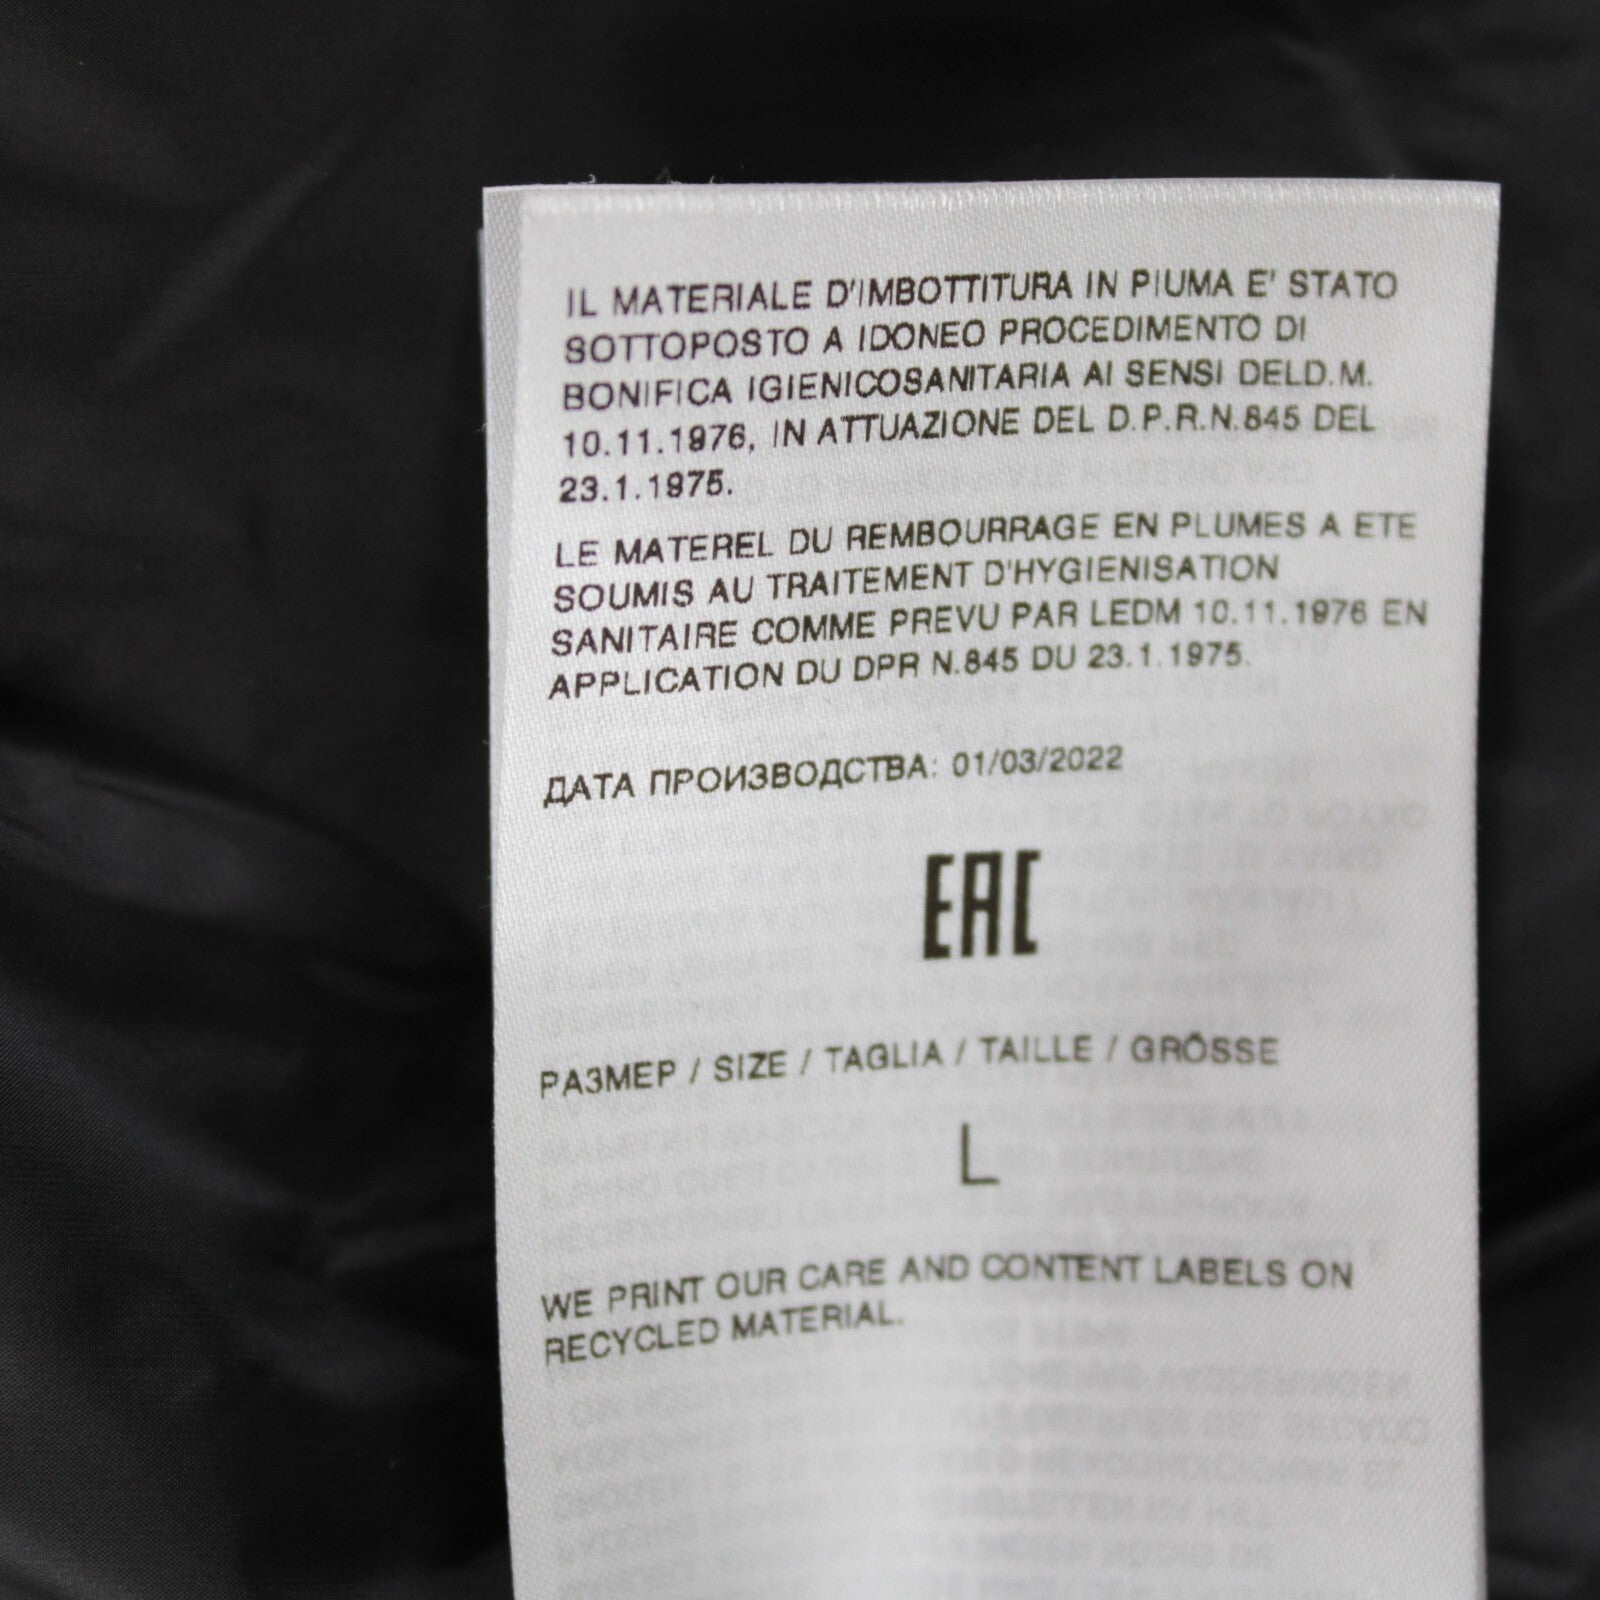 IL MATERIALE D'IMBOTTITURA IN PIUMA E' STATO
SOTTOPOSTO A IDONEO PROCEDIMENTO DI
BONIFICA IGIENICOSANITARIA AI SENSI DELD.M.
10.11.1976, IN ATTUAZIONE DEL D.P.R.N.845 DEL
23.1.1975.
LE MATEREL DU REMBOURRAGE EN PLUMES A ETE
SOUMIS AU TRAITEMENT D'HYGIENISATION
SANITAIRE COMME PREVU PAR LEDM 10.11.1976 EN
APPLICATION DU DPR N.845 DU 23.1.1975.
ДАТА ПРОИЗВОДСТВА: 01/03/2022
EAC
РАЗМЕР / SIZE / TAGLIA / TAILLE / GRÖSSE
L
WE PRINT OUR CARE AND CONTENT LABELS ON
RECYCLED MATERIAL.